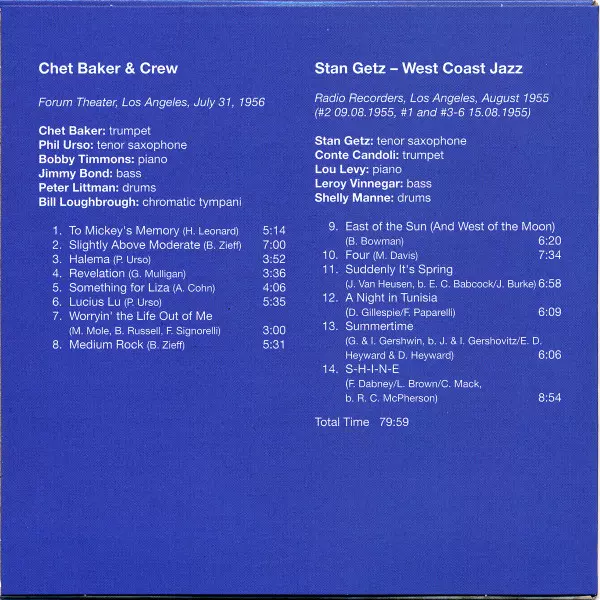 Chet Baker & Crew
Forum Theater, Los Angeles, July 31, 1956
Chet Baker: trumpet
Phil Urso: tenor saxophone
Bobby Timmons: piano
Jimmy Bond: bass
Peter Littman: drums
Bill Loughbrough: chromatic tympani
1. To Mickey's Memory (H. Leonard) 5:14
2. Slightly Above Moderate (B. Zieff) 7:00
3. Halema (P. Urso) 3:52
4. Revelation (G. Mulligan) 3:36
5. Something for Liza (A. Cohn) 4:06
6. Lucius Lu (P. Urso) 5:35
7. Worryin' the Life Out of Me
(M. Mole, B. Russell, F. Signorelli) 3:00
8. Medium Rock (B. Zieff) 5:31
Stan Getz – West Coast Jazz
Radio Recorders, Los Angeles, August 1955
(#2 09.08.1955, #1 and #3-6 15.08.1955)
Stan Getz: tenor saxophone
Conte Candoli: trumpet
Lou Levy: piano
Leroy Vinnegar: bass
Shelly Manne: drums
9. East of the Sun (And West of the Moon)
(B. Bowman) 6:20
10. Four (M. Davis) 7:34
11. Suddenly It's Spring
(J. Van Heusen, b. E. C. Babcock/J. Burke) 6:58
12. A Night in Tunisia
(D. Gillespie/F. Paparelli) 6:09
13. Summertime
(G. & I. Gershwin, b. J. & I. Gershovitz/E. D.
Heyward & D. Heyward) 6:06
14. S-H-I-N-E
(F. Dabney/L. Brown/C. Mack,
b. R. C. McPherson) 8:54
Total Time 79:59